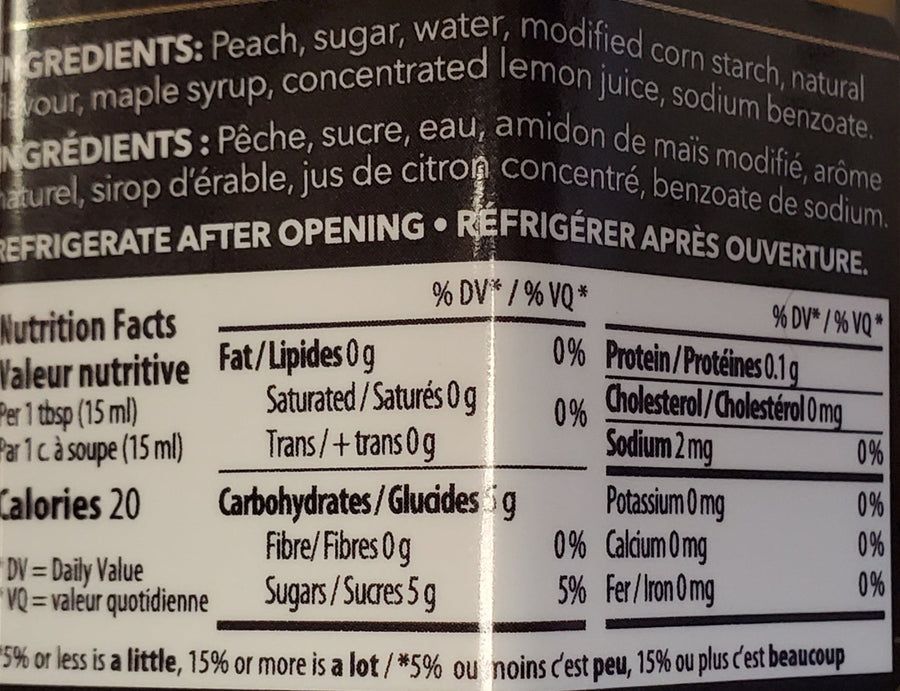 INGREDIENTS: Peach, sugar, water, modified corn starch, natural
flavour, maple syrup, concentrated lemon juice, sodium benzoate.
INGRÉDIENTS : Pêche, sucre, eau, amidon de maïs modifié, arôme
naturel, sirop d'érable, jus de citron concentré, benzoate de sodium.
REFRIGERATE AFTER OPENING • RÉFRIGÉRER APRÈS OUVERTURE.
Nutrition Facts
Valeur nutritive
Per 1 tbsp (15 ml)
Par 1 c. à soupe (15 ml)
Calories 20
*DV = Daily Value
*VQ = valeur quotidienne
% DV* / % VQ*
Fat / Lipides 0 g 0%
Saturated / Saturés 0 g 0%
Trans / + trans 0 g
Carbohydrates / Glucides 5 g
Fibre / Fibres 0 g 0%
Sugars / Sucres 5 g 5%
% DV* / % VQ*
Protein / Protéines 0.1 g
Cholesterol / Cholestérol 0 mg
Sodium 2 mg 0%
Potassium 0 mg 0%
Calcium 0 mg 0%
Fer / Iron 0 mg 0%
*5% or less is a little, 15% or more is a lot / *5% ou moins c'est peu, 15% ou plus c'est beaucoup